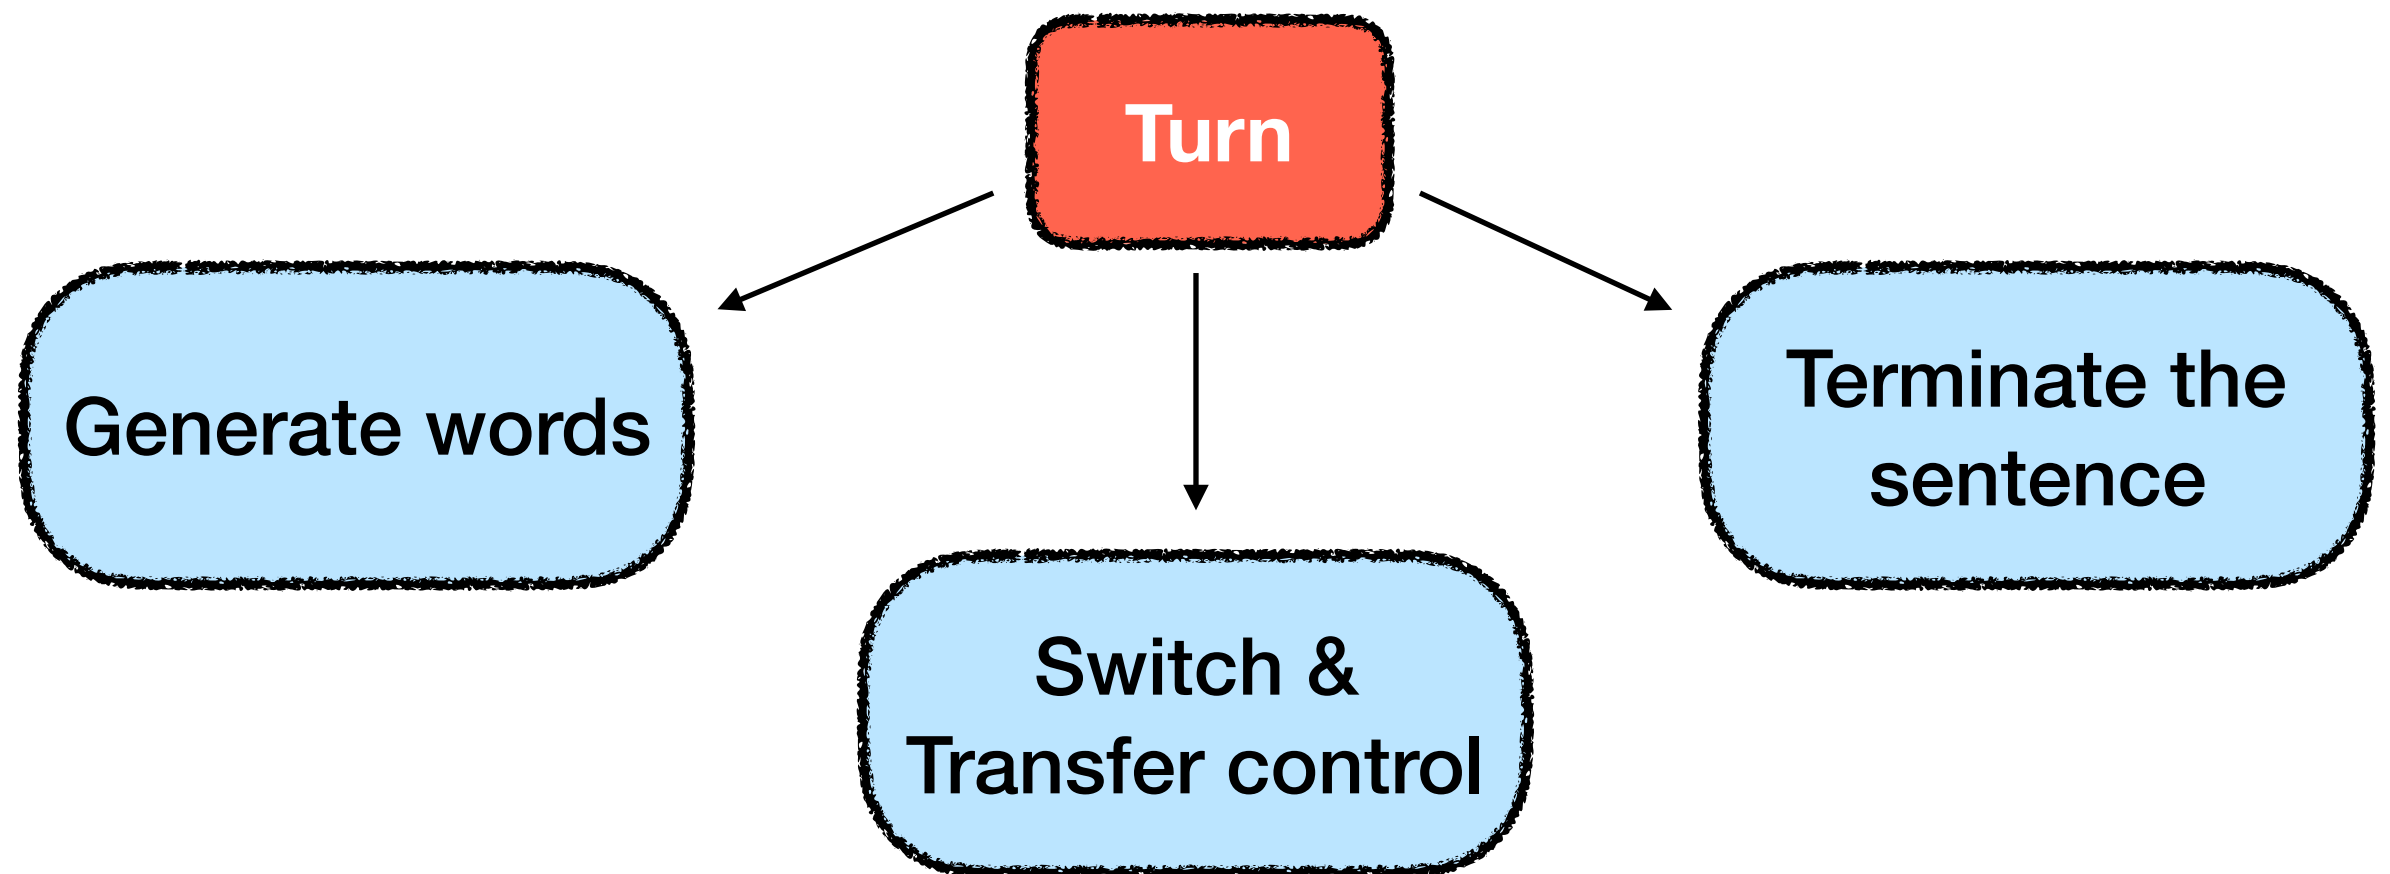 Turn
Generate words
Terminate the
sentence
Switch &
Transfer control